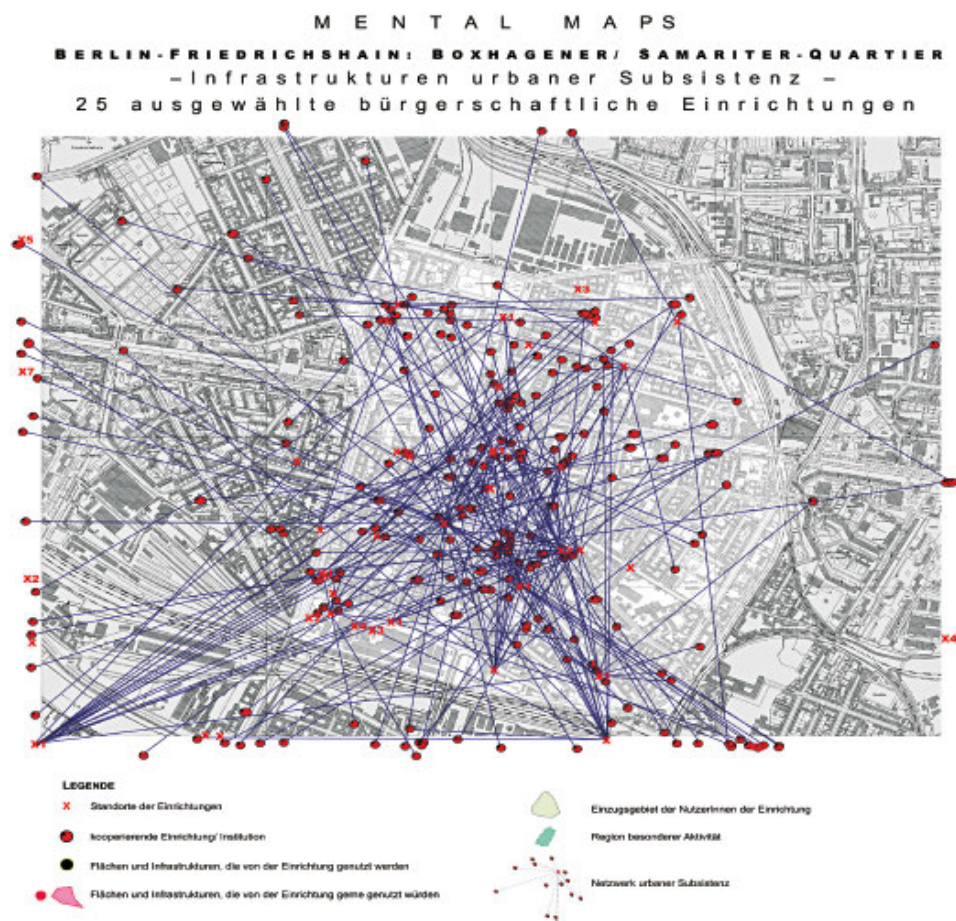 MENTAL MAPS
BERLIN-FRIEDRICHSHAIN: BOXHAGENER/ SAMARITER-QUARTIER
–Infrastrukturen urbaner Subsistenz –
25 ausgewählte bürgerschaftliche Einrichtungen
X5
X3
X7
X2
X3
X1
X4
X1
LEGENDE
X Standorte der Einrichtungen
kooperierende Einrichtung/ Institution
Flächen und Infrastrukturen, die von der Einrichtung genutzt werden
Flächen und Infrastrukturen, die von der Einrichtung gerne genutzt würden
Einzugsgebiet der NutzerInnen der Einrichtung
Region besonderer Aktivität
Netzwerk urbaner Subsistenz